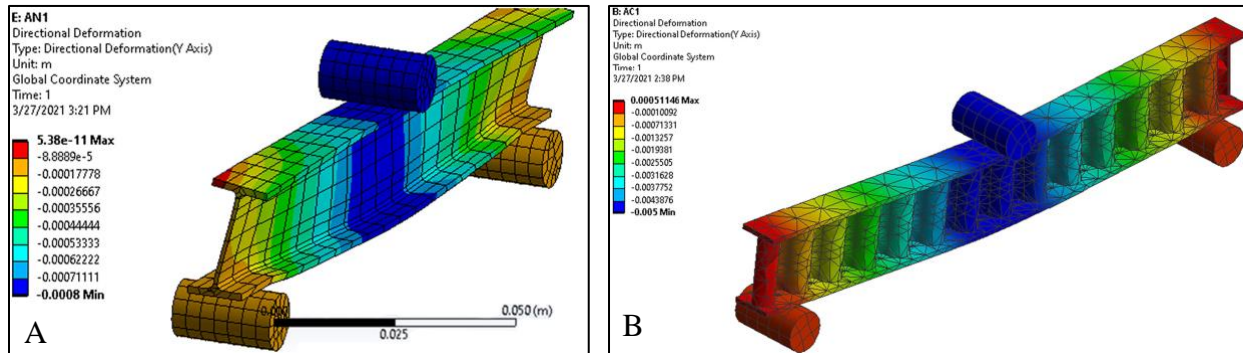 E: AN1
Directional Deformation
Type: Directional Deformation(Y Axis)
Unit: m
Global Coordinate System
Time: 1
3/27/2021 3:21 PM
5.38e-11 Max
-8.8889e-5
-0.00017778
-0.00026667
-0.00035556
-0.00044444
-0.00053333
-0.00062222
-0.00071111
-0.0008 Min
0.000
0.050 (m)
0.025
A
B: AC1
Directional Deformation
Type: Directional Deformation(Y Axis)
Unit: m
Global Coordinate System
Time: 1
3/27/2021 2:38 PM
0.00051146 Max
-0.00010092
-0.00071331
-0.0013257
-0.0019381
-0.0025505
-0.0031628
-0.0037752
-0.0043876
-0.005 Min
B